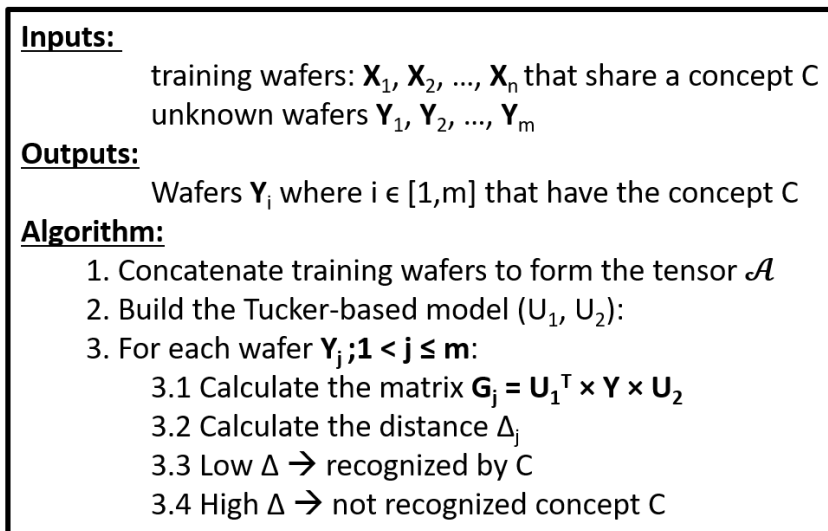 Inputs:
training wafers: X₁, X₂, ..., Xₙ that share a concept C
unknown wafers Y₁, Y₂, ..., Yₘ
Outputs:
Wafers Yᵢ where i ϵ [1,m] that have the concept C
Algorithm:
1. Concatenate training wafers to form the tensor 𝒜
2. Build the Tucker-based model (U₁, U₂):
3. For each wafer Yⱼ ;1 < j ≤ m:
3.1 Calculate the matrix Gⱼ = U₁ᵀ × Y × U₂
3.2 Calculate the distance Δⱼ
3.3 Low Δ → recognized by C
3.4 High Δ → not recognized concept C